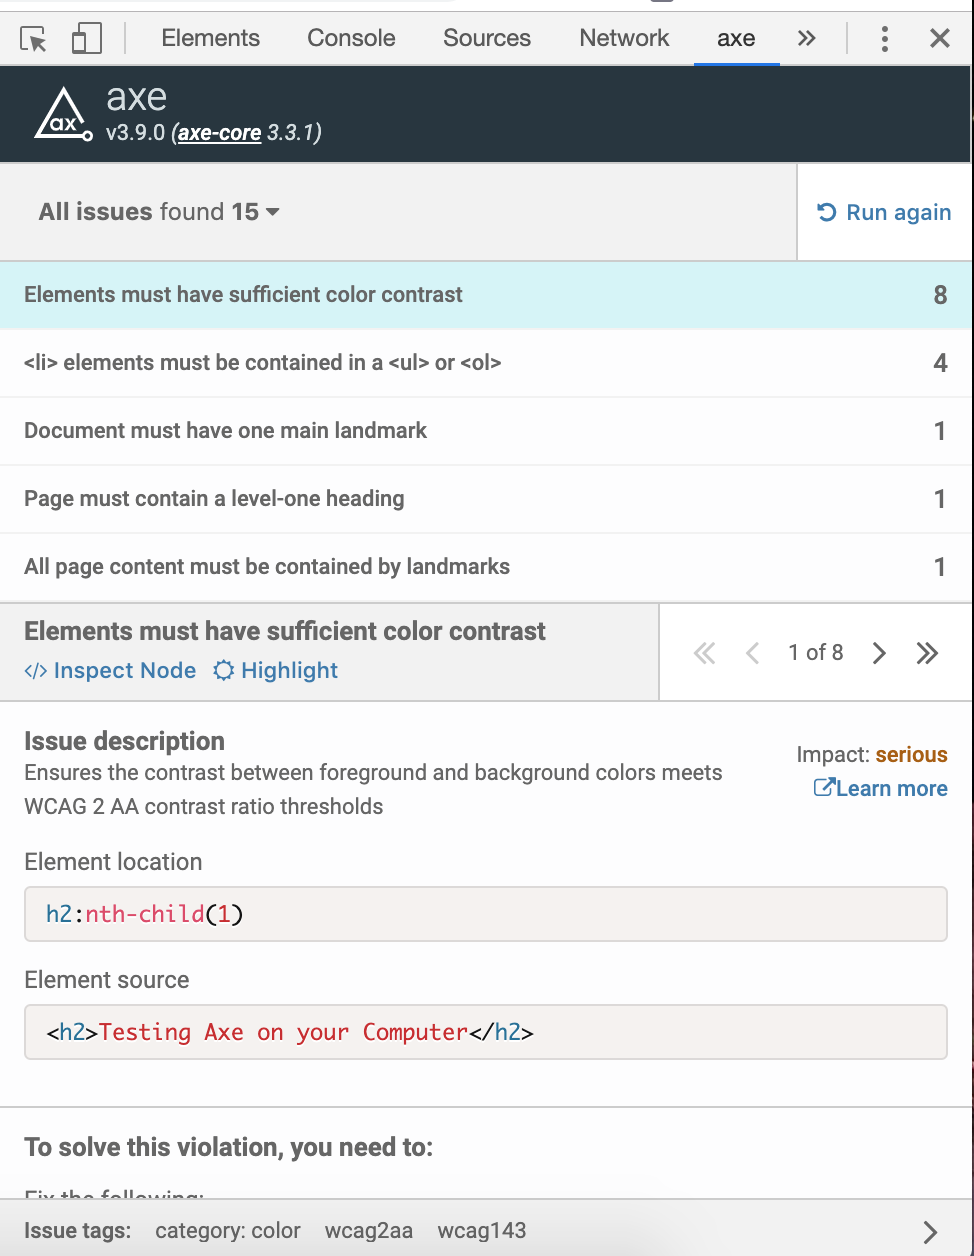 Elements Console Sources Network axe
axe
v3.9.0 (axe-core 3.3.1)
ax
All issues found 15
Run again
Elements must have sufficient color contrast 8
<li> elements must be contained in a <ul> or <ol> 4
Document must have one main landmark 1
Page must contain a level-one heading 1
All page content must be contained by landmarks 1
Elements must have sufficient color contrast
</> Inspect Node Highlight
1 of 8
Issue description
Ensures the contrast between foreground and background colors meets
WCAG 2 AA contrast ratio thresholds
Impact: serious
Learn more
Element location
h2:nth-child(1)
Element source
<h2>Testing Axe on your Computer</h2>
To solve this violation, you need to:
Fix the following:
Issue tags: category: color wcag2aa wcag143